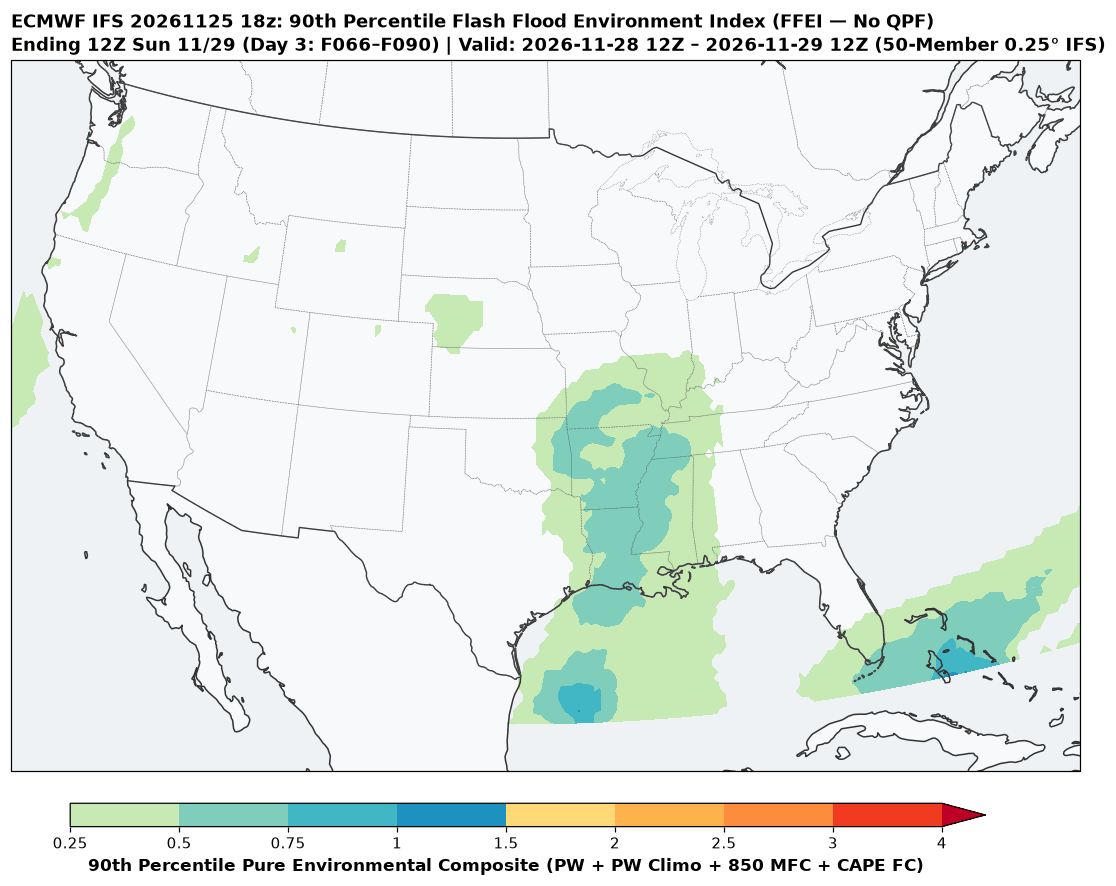 ECMWF IFS 20261125 18z: 90th Percentile Flash Flood Environment Index (FFEI — No QPF)
Ending 12Z Sun 11/29 (Day 3: F066–F090) | Valid: 2026-11-28 12Z – 2026-11-29 12Z (50-Member 0.25° IFS)
0.25 0.5 0.75 1 1.5 2 2.5 3 4
90th Percentile Pure Environmental Composite (PW + PW Climo + 850 MFC + CAPE FC)